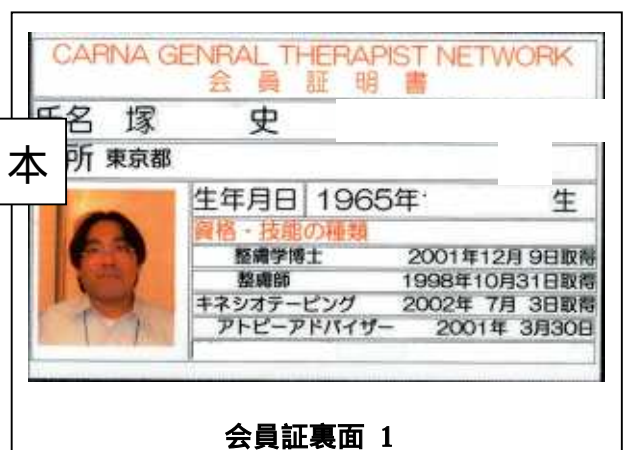 CARNA GENRAL THERAPIST NETWORK
会員証明書
氏名 塚 史
本
所 東京都
生年月日 1965年 生
資格・技能の種類
整膚学博士 2001年12月 9日取得
整膚師 1998年10月31日取得
キネシオテーピング 2002年 7月 3日取得
アトピーアドバイザー 2001年 3月30日
会員証裏面 1